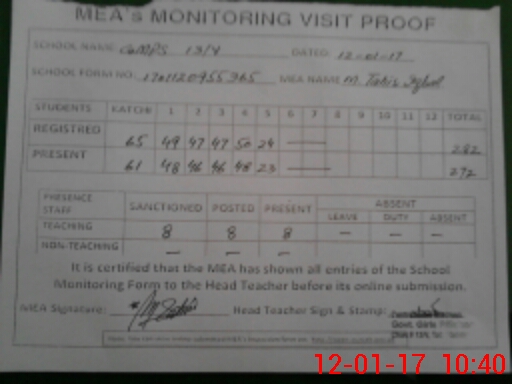 MEA's MONITORING VISIT PROOF
SCHOOL NAME GGMPS 13/Y DATED: 12-01-17
SCHOOL FORM NO: MEA NAME M.
STUDENTS KATCHI 1 2 3 4 5 6 7 8 9 10 11 12 TOTAL
REGISTRED 65 49 47 47 50 24 — 282
PRESENT 61 48 46 46 48 23 — 272
PRESENCE STAFF SANCTIONED POSTED PRESENT ABSENT
LEAVE DUTY ABSENT
TEACHING 8 8 8 — — —
NON-TEACHING — — —
It is certified that the MEA has shown all entries of the School
Monitoring Form to the Head Teacher before its online submission.
MEA Signature: Head Teacher Sign & Stamp:
Govt. Girls
12-01-17 10:40